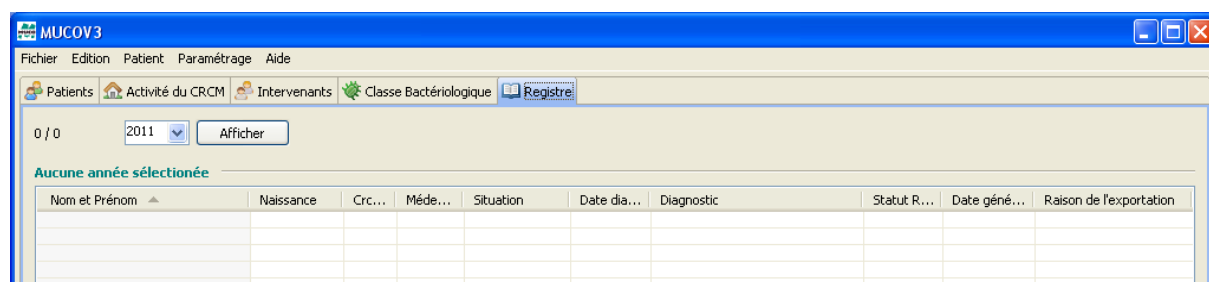 MUCOV3
Fichier Edition Patient Paramétrage Aide
Patients Activité du CRCM Intervenants Classe Bactériologique Registre
0 / 0 2011 Afficher
Aucune année sélectionée
Nom et Prénom Naissance Crc... Méde... Situation Date dia... Diagnostic Statut R... Date géné... Raison de l'exportation